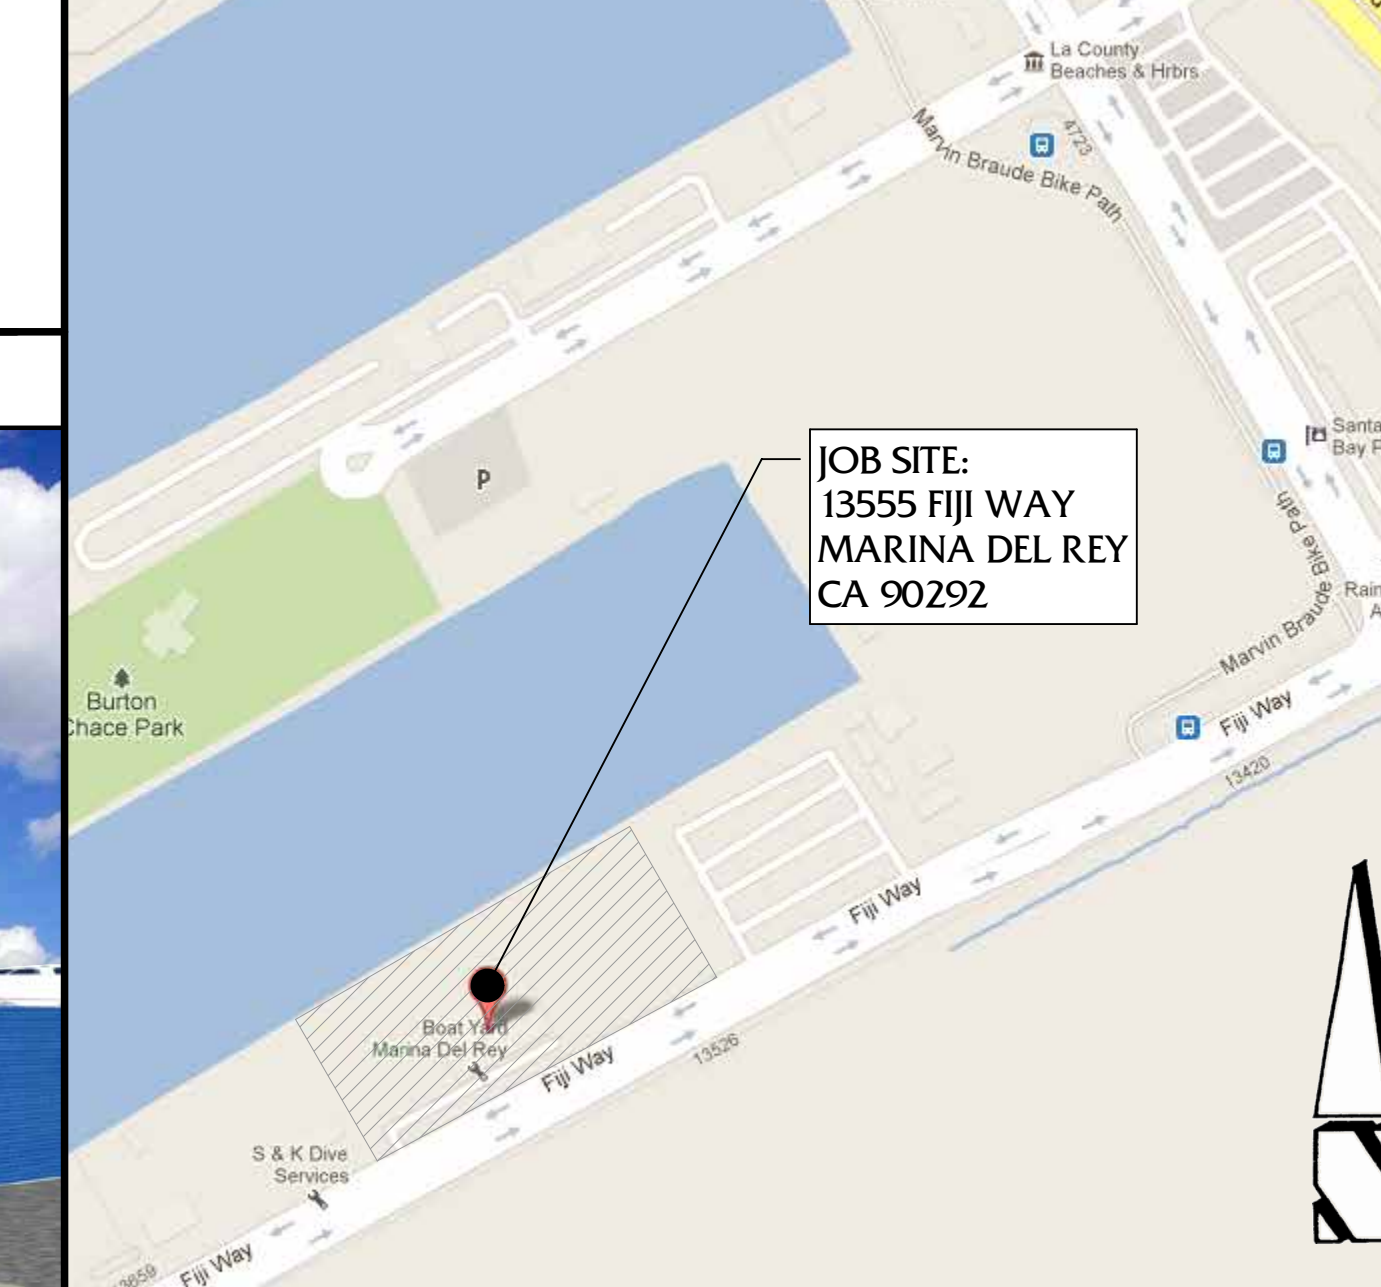 La County
Beaches & Hrbrs
4723
Marvin Braude Bike Path
JOB SITE:
13555 FIJI WAY
MARINA DEL REY
CA 90292
Santa
Bay
P
Marvin Braude Bike Path
Burton
Chace Park
Fiji Way
13420
Fiji Way
Boat Yard
Marina Del Rey
Fiji Way
13526
S & K Dive
Services
Fiji Way